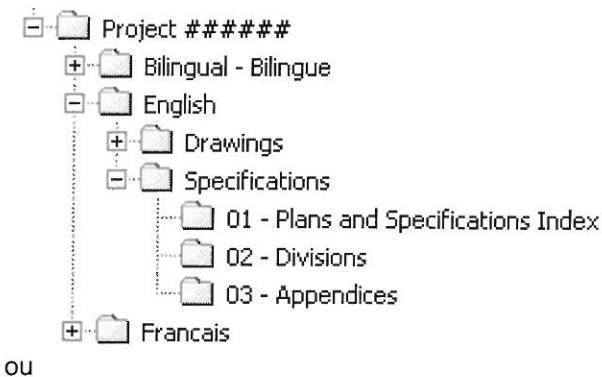 Project ######
Bilingual - Bilingue
English
Drawings
Specifications
01 - Plans and Specifications Index
02 - Divisions
03 - Appendices
Francais
ou